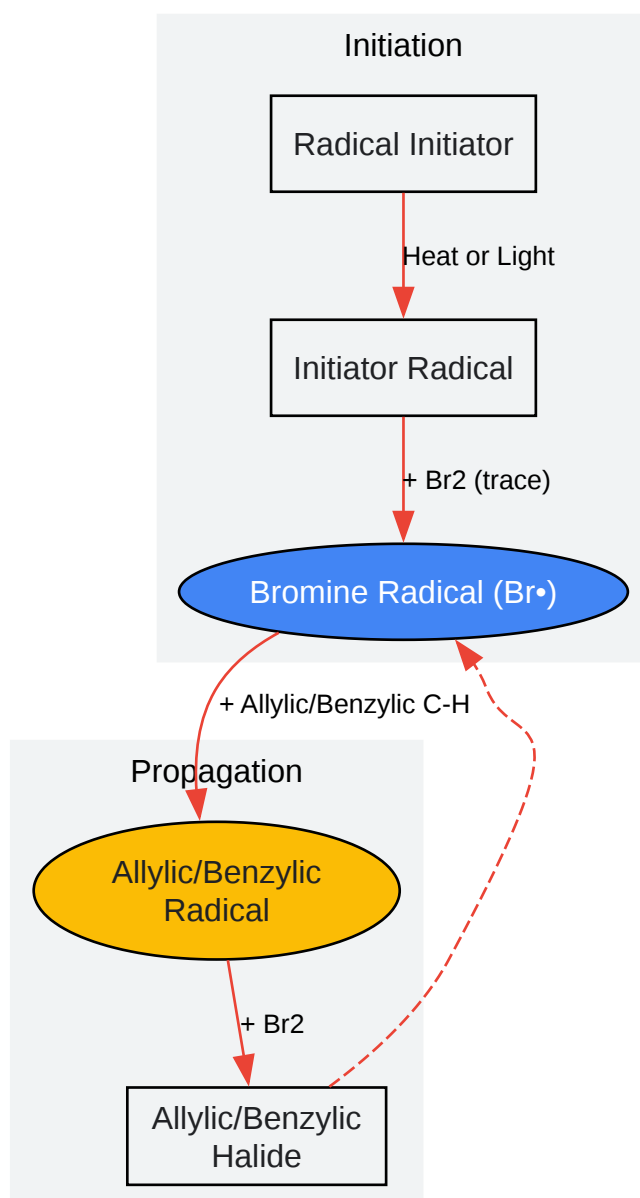 Initiation
Radical Initiator
Heat or Light
Initiator Radical
+ Br2 (trace)
Bromine Radical (Br•)
+ Allylic/Benzylic C-H
Propagation
Allylic/Benzylic
Radical
+ Br2
Allylic/Benzylic
Halide